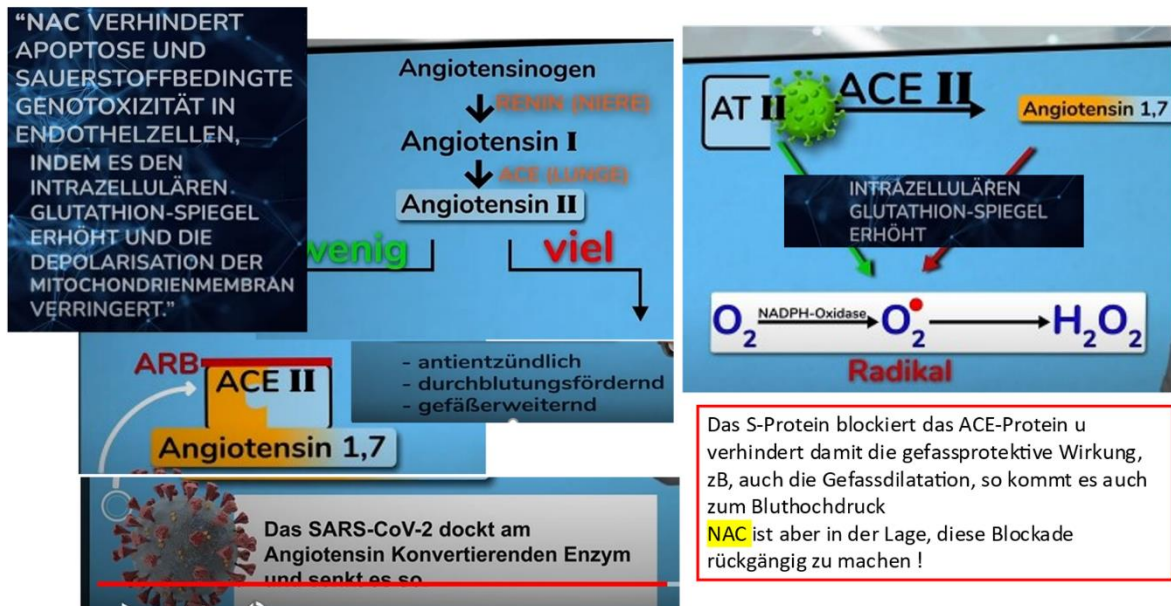 “NAC VERHINDERT
APOPTOSE UND
SAUERSTOFFBEDINGTE
GENOTOXIZITÄT IN
ENDOTHELZELLEN,
INDEM ES DEN
INTRAZELLULÄREN
GLUTATHION-SPIEGEL
ERHÖHT UND DIE
DEPOLARISATION DER
MITOCHONDRIENMEMBRAN
VERRINGERT.”
Angiotensinogen
RENIN (NIERE)
Angiotensin I
ACE (LUNGE)
Angiotensin II
wenig
viel
ARB
ACE II
Angiotensin 1,7
- antientzündlich
- durchblutungsfördernd
- gefäßerweiternd
Das SARS-CoV-2 dockt am
Angiotensin Konvertierenden Enzym
und senkt es so
AT II
ACE II
Angiotensin 1,7
INTRAZELLULÄREN
GLUTATHION-SPIEGEL
ERHÖHT
O2 NADPH-Oxidase O2 H2O2
Radikal
Das S-Protein blockiert das ACE-Protein u
verhindert damit die gefassprotektive Wirkung,
zB, auch die Gefassdilatation, so kommt es auch
zum Bluthochdruck
NAC ist aber in der Lage, diese Blockade
rückgängig zu machen !